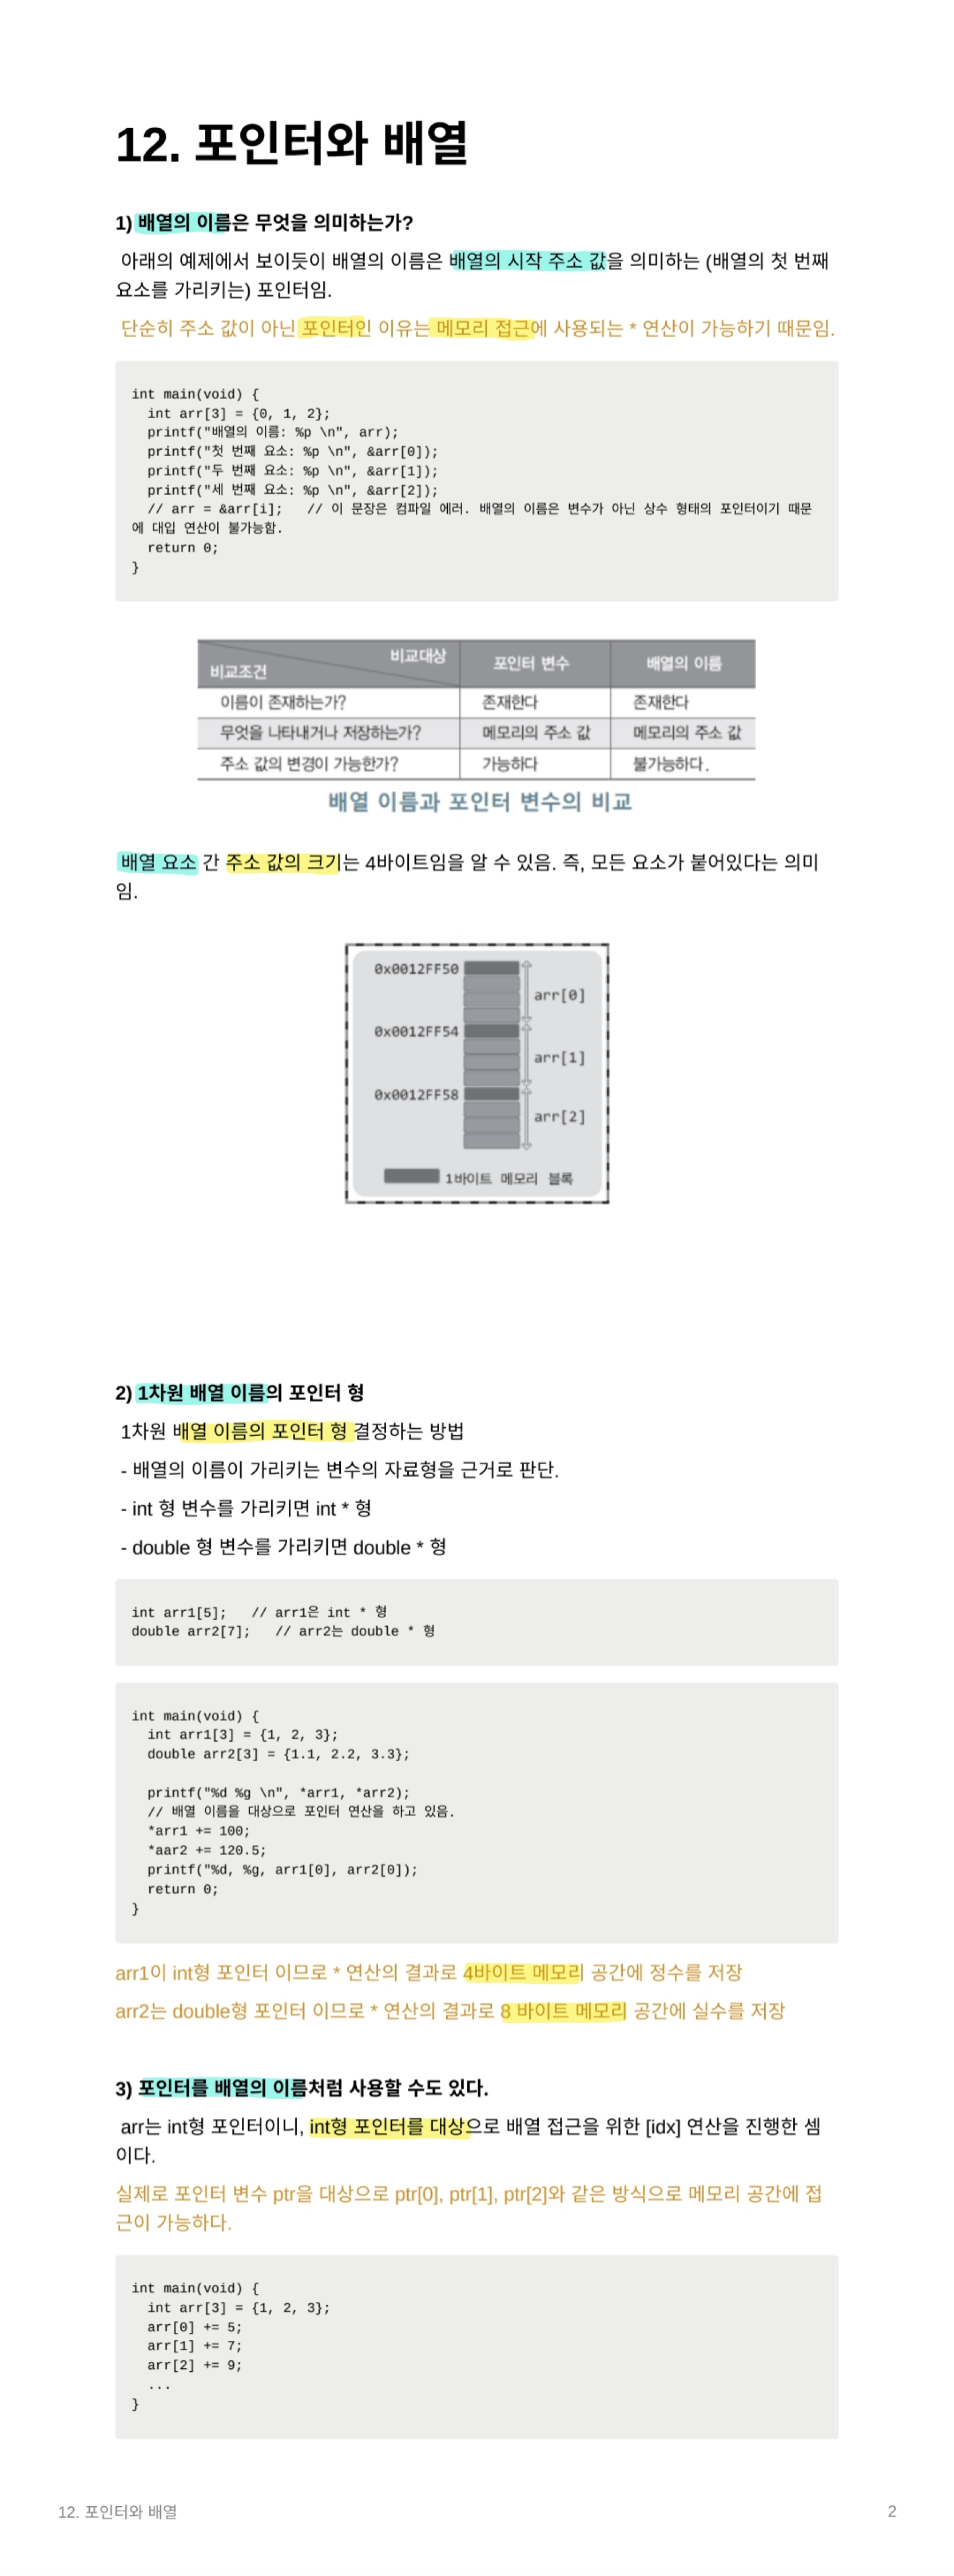 12. 포인터와 배열
1) 배열의 이름은 무엇을 의미하는가?
아래의 예제에서 보이듯이 배열의 이름은 배열의 시작 주소 값을 의미하는 (배열의 첫 번째
요소를 가리키는) 포인터임.
단순히 주소 값이 아닌 포인터인 이유는 메모리 접근에 사용되는 * 연산이 가능하기 때문임.
int main(void) {
  int arr[3] = {0, 1, 2};
  printf("배열의 이름: %p \n", arr);
  printf("첫 번째 요소: %p \n", &arr[0]);
  printf("두 번째 요소: %p \n", &arr[1]);
  printf("세 번째 요소: %p \n", &arr[2]);
  // arr = &arr[i];   // 이 문장은 컴파일 에러. 배열의 이름은 변수가 아닌 상수 형태의 포인터이기 때문
에 대입 연산이 불가능함.
  return 0;
}
비교대상
비교조건
포인터 변수
배열의 이름
이름이 존재하는가? 존재한다 존재한다
무엇을 나타내거나 저장하는가? 메모리의 주소 값 메모리의 주소 값
주소 값의 변경이 가능한가? 가능하다 불가능하다.
배열 이름과 포인터 변수의 비교
배열 요소 간 주소 값의 크기는 4바이트임을 알 수 있음. 즉, 모든 요소가 붙어있다는 의미
임.
0x0012FF50
arr[0]
0x0012FF54
arr[1]
0x0012FF58
arr[2]
1바이트 메모리 블록
2) 1차원 배열 이름의 포인터 형
1차원 배열 이름의 포인터 형 결정하는 방법
- 배열의 이름이 가리키는 변수의 자료형을 근거로 판단.
- int 형 변수를 가리키면 int * 형
- double 형 변수를 가리키면 double * 형
int arr1[5];   // arr1은 int * 형
double arr2[7];   // arr2는 double * 형
int main(void) {
  int arr1[3] = {1, 2, 3};
  double arr2[3] = {1.1, 2.2, 3.3};
  printf("%d %g \n", *arr1, *arr2);
  // 배열 이름을 대상으로 포인터 연산을 하고 있음.
  *arr1 += 100;
  *aar2 += 120.5;
  printf("%d, %g, arr1[0], arr2[0]);
  return 0;
}
arr1이 int형 포인터 이므로 * 연산의 결과로 4바이트 메모리 공간에 정수를 저장
arr2는 double형 포인터 이므로 * 연산의 결과로 8 바이트 메모리 공간에 실수를 저장
3) 포인터를 배열의 이름처럼 사용할 수도 있다.
arr는 int형 포인터이니, int형 포인터를 대상으로 배열 접근을 위한 [idx] 연산을 진행한 셈
이다.
실제로 포인터 변수 ptr을 대상으로 ptr[0], ptr[1], ptr[2]와 같은 방식으로 메모리 공간에 접
근이 가능하다.
int main(void) {
  int arr[3] = {1, 2, 3};
  arr[0] += 5;
  arr[1] += 7;
  arr[2] += 9;
  ...
}
12. 포인터와 배열
2